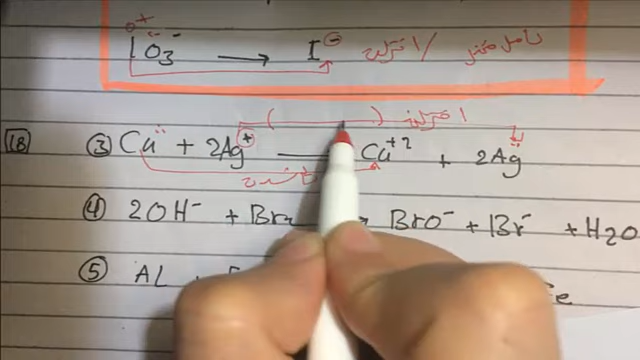 IO₃⁻ → I⁻ اختزال / عامل مختزل
( ) اختزال
18 ③ Cu + 2Ag⁺ → Cu⁺² + 2Ag
④ 2OH⁻ + Br₂ → BrO⁻ + Br⁻ + H₂O
⑤ AL